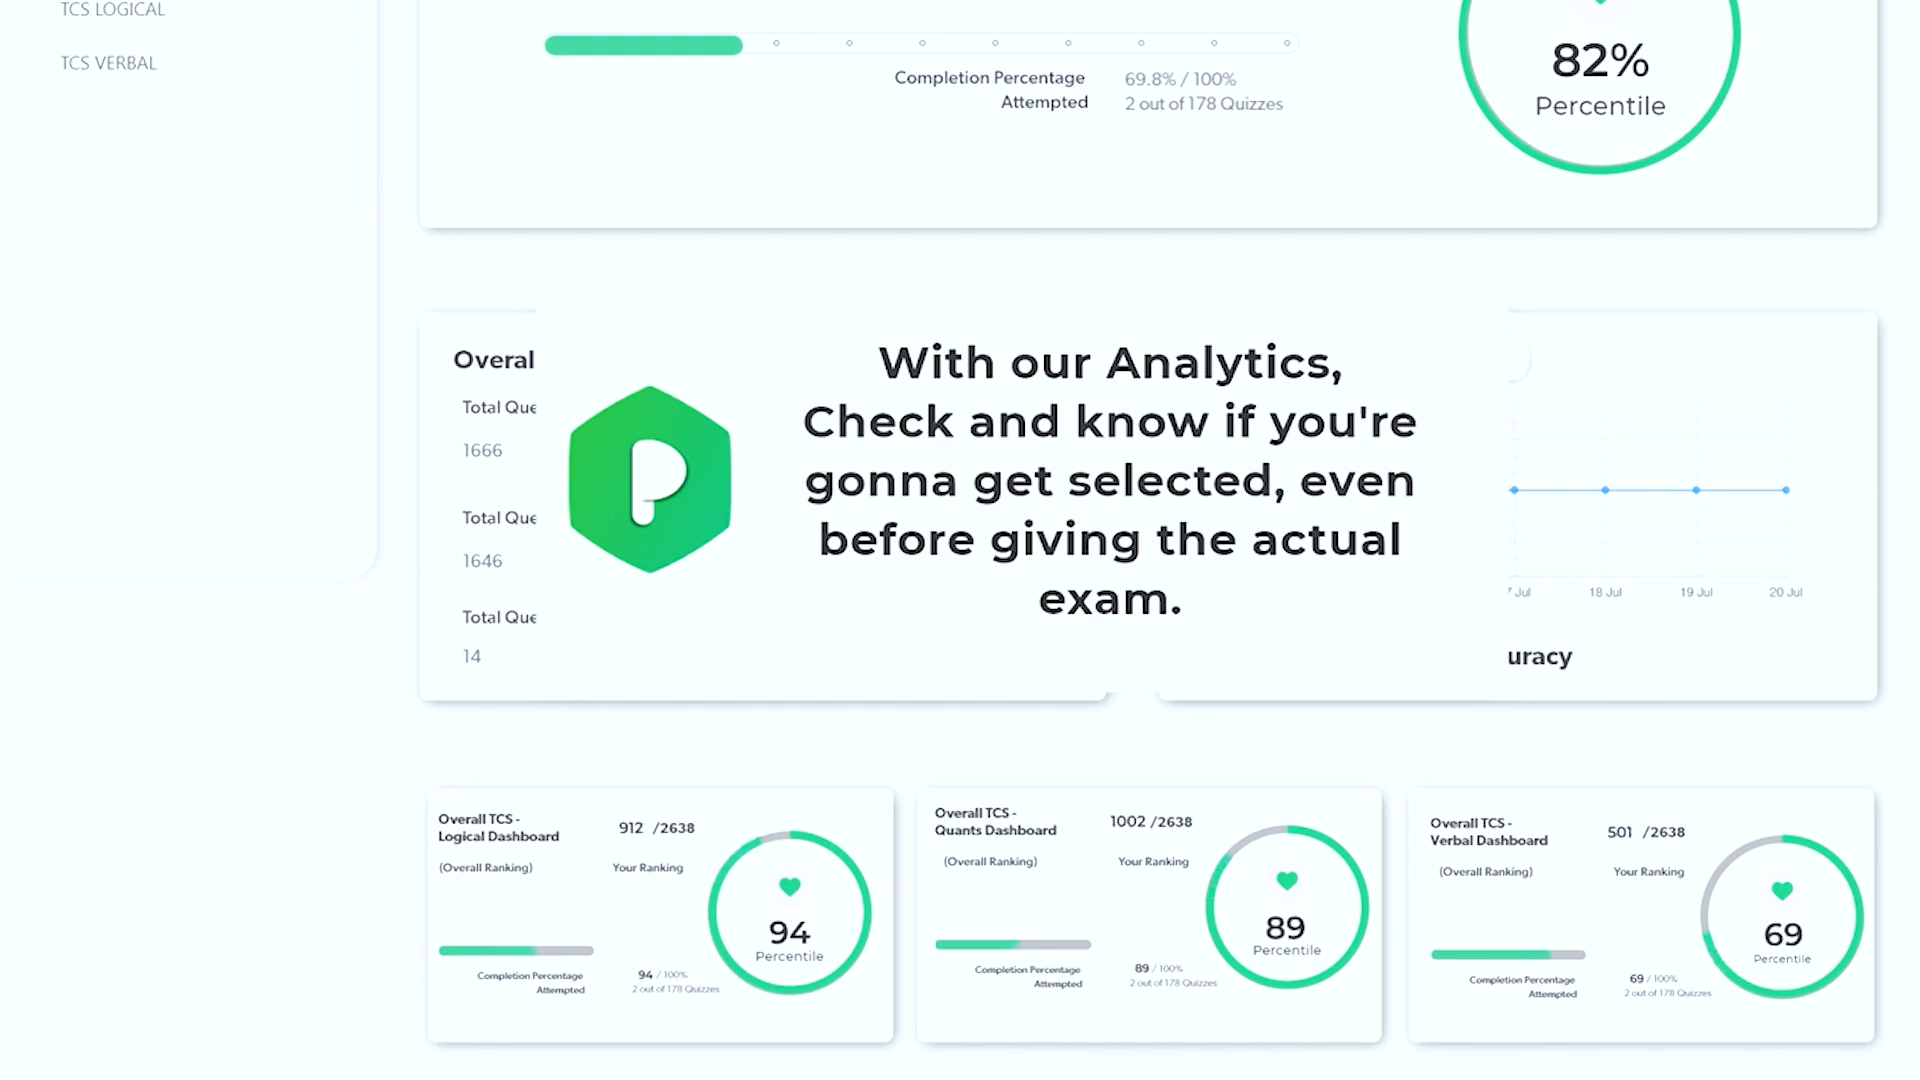 TCS LOGICAL
TCS VERBAL
82%
Percentile
Completion Percentage 69.8% / 100%
Attempted 2 out of 178 Quizzes
Overal
Total Que
1666
Total Que
1646
Total Que
14
With our Analytics,
Check and know if you're
gonna get selected, even
before giving the actual
exam.
7 Jul 18 Jul 19 Jul 20 Jul
uracy
Overall TCS -
Logical Dashboard
912 /2638
(Overall Ranking) Your Ranking
94
Percentile
Completion Percentage 94 / 100%
Attempted 2 out of 178 Quizzes
Overall TCS -
Quants Dashboard
1002 /2638
(Overall Ranking) Your Ranking
89
Percentile
Completion Percentage 89 / 100%
Attempted 2 out of 178 Quizzes
Overall TCS -
Verbal Dashboard
501 /2638
(Overall Ranking) Your Ranking
69
Percentile
Completion Percentage 69 / 100%
Attempted 2 out of 178 Quizzes